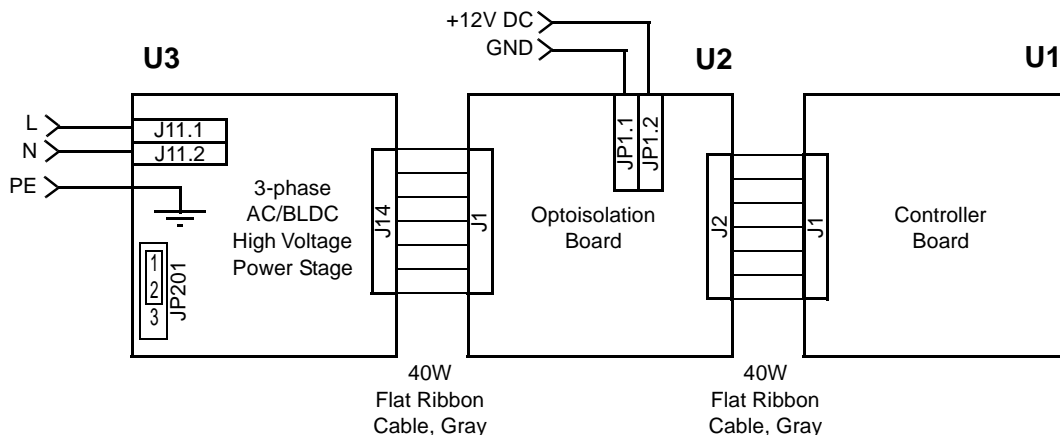 +12V DC
GND
U3
U2
U1
L
N
PE
J11.1
J11.2
JP1.1
JP1.2
3-phase
AC/BLDC
High Voltage
Power Stage
J14
J1
Optoisolation
Board
J2
J1
Controller
Board
1
2
3
JP201
40W
Flat Ribbon
Cable, Gray
40W
Flat Ribbon
Cable, Gray